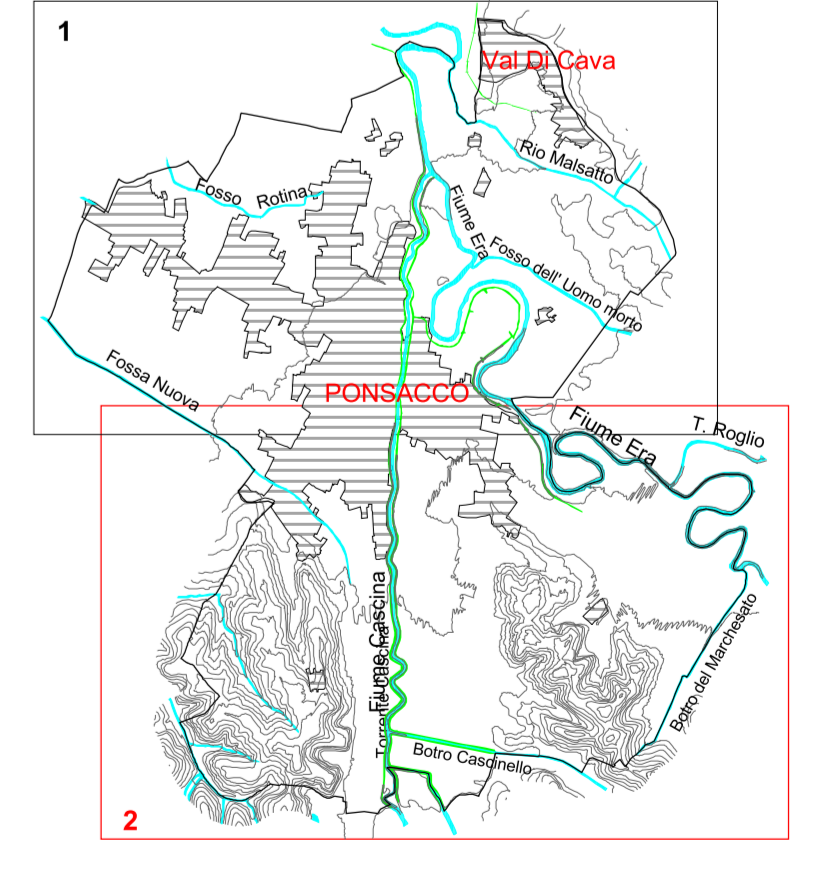 1
Val Di Cava
Rio Malsatto
Fosso Rotina
Fiume Era
Fosso dell' Uomo morto
Fossa Nuova
PONSACCO
Fiume Era
T. Roglio
Fiume Cascina
Torrente Cascina
Botro del Marchesato
Botro Cascinello
2